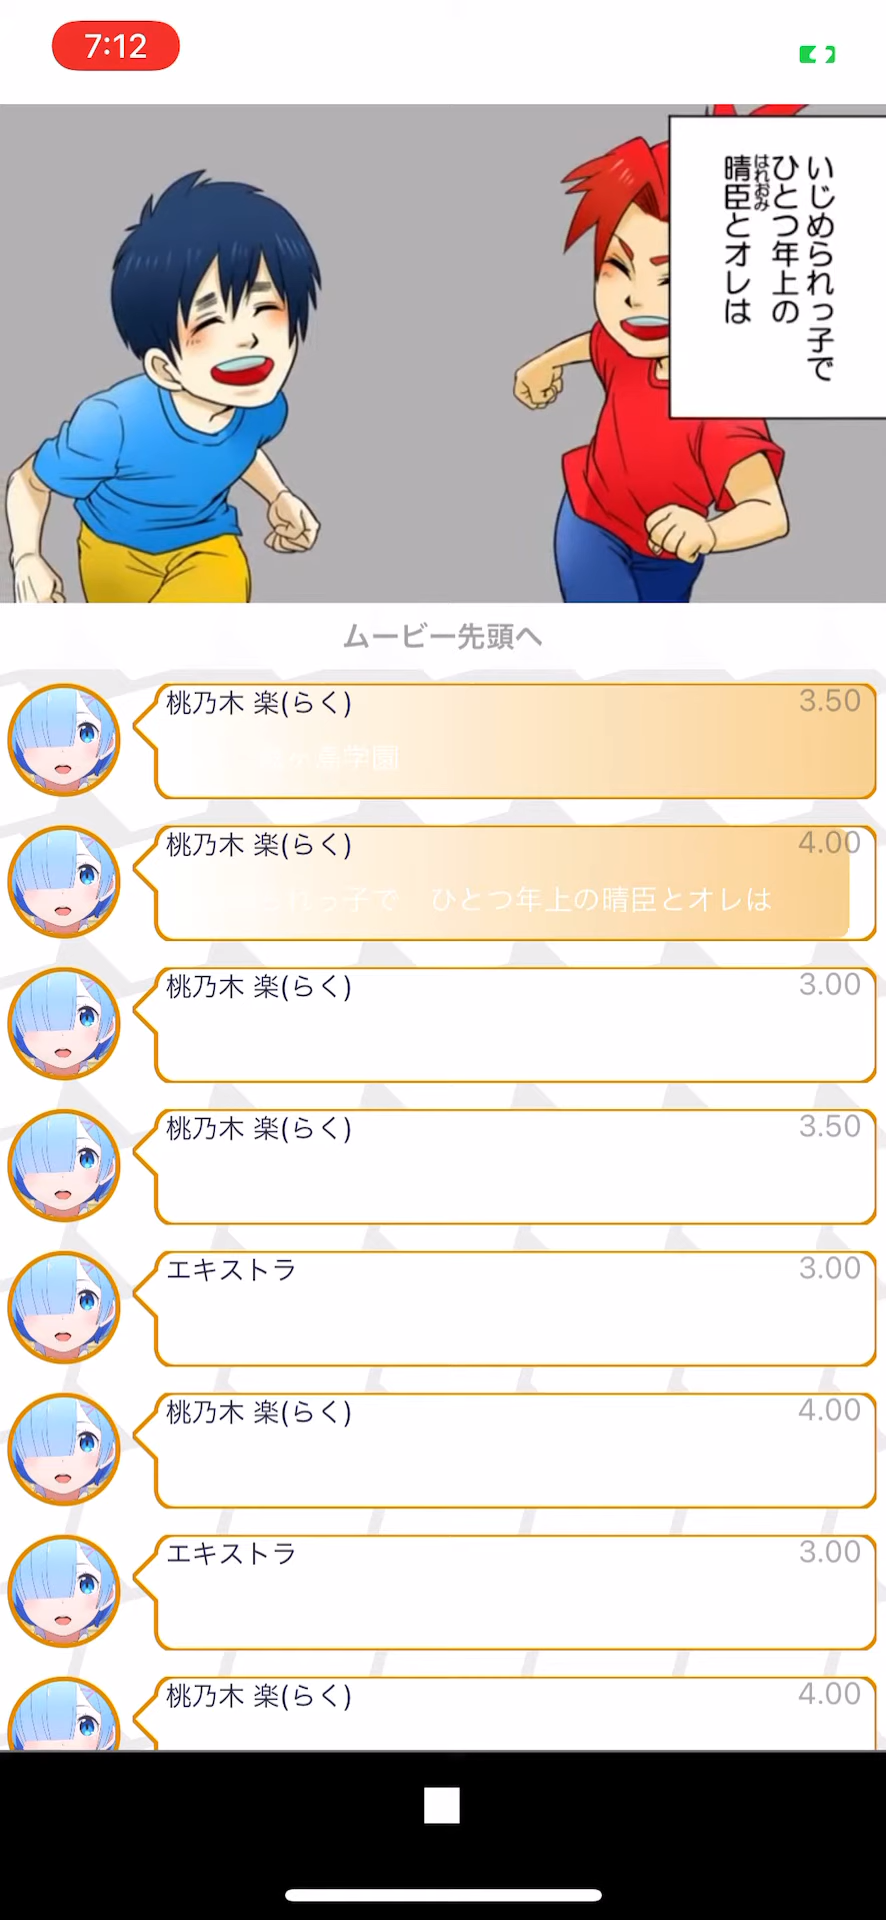 7:12
いじめられっ子で
ひとつ年上の
はれおみ
晴臣とオレは
ムービー先頭へ
桃乃木 楽(らく)
3.50
学園
桃乃木 楽(らく)
4.00
られっ子で ひとつ年上の晴臣とオレは
桃乃木 楽(らく)
3.00
桃乃木 楽(らく)
3.50
エキストラ
3.00
桃乃木 楽(らく)
4.00
エキストラ
3.00
桃乃木 楽(らく)
4.00